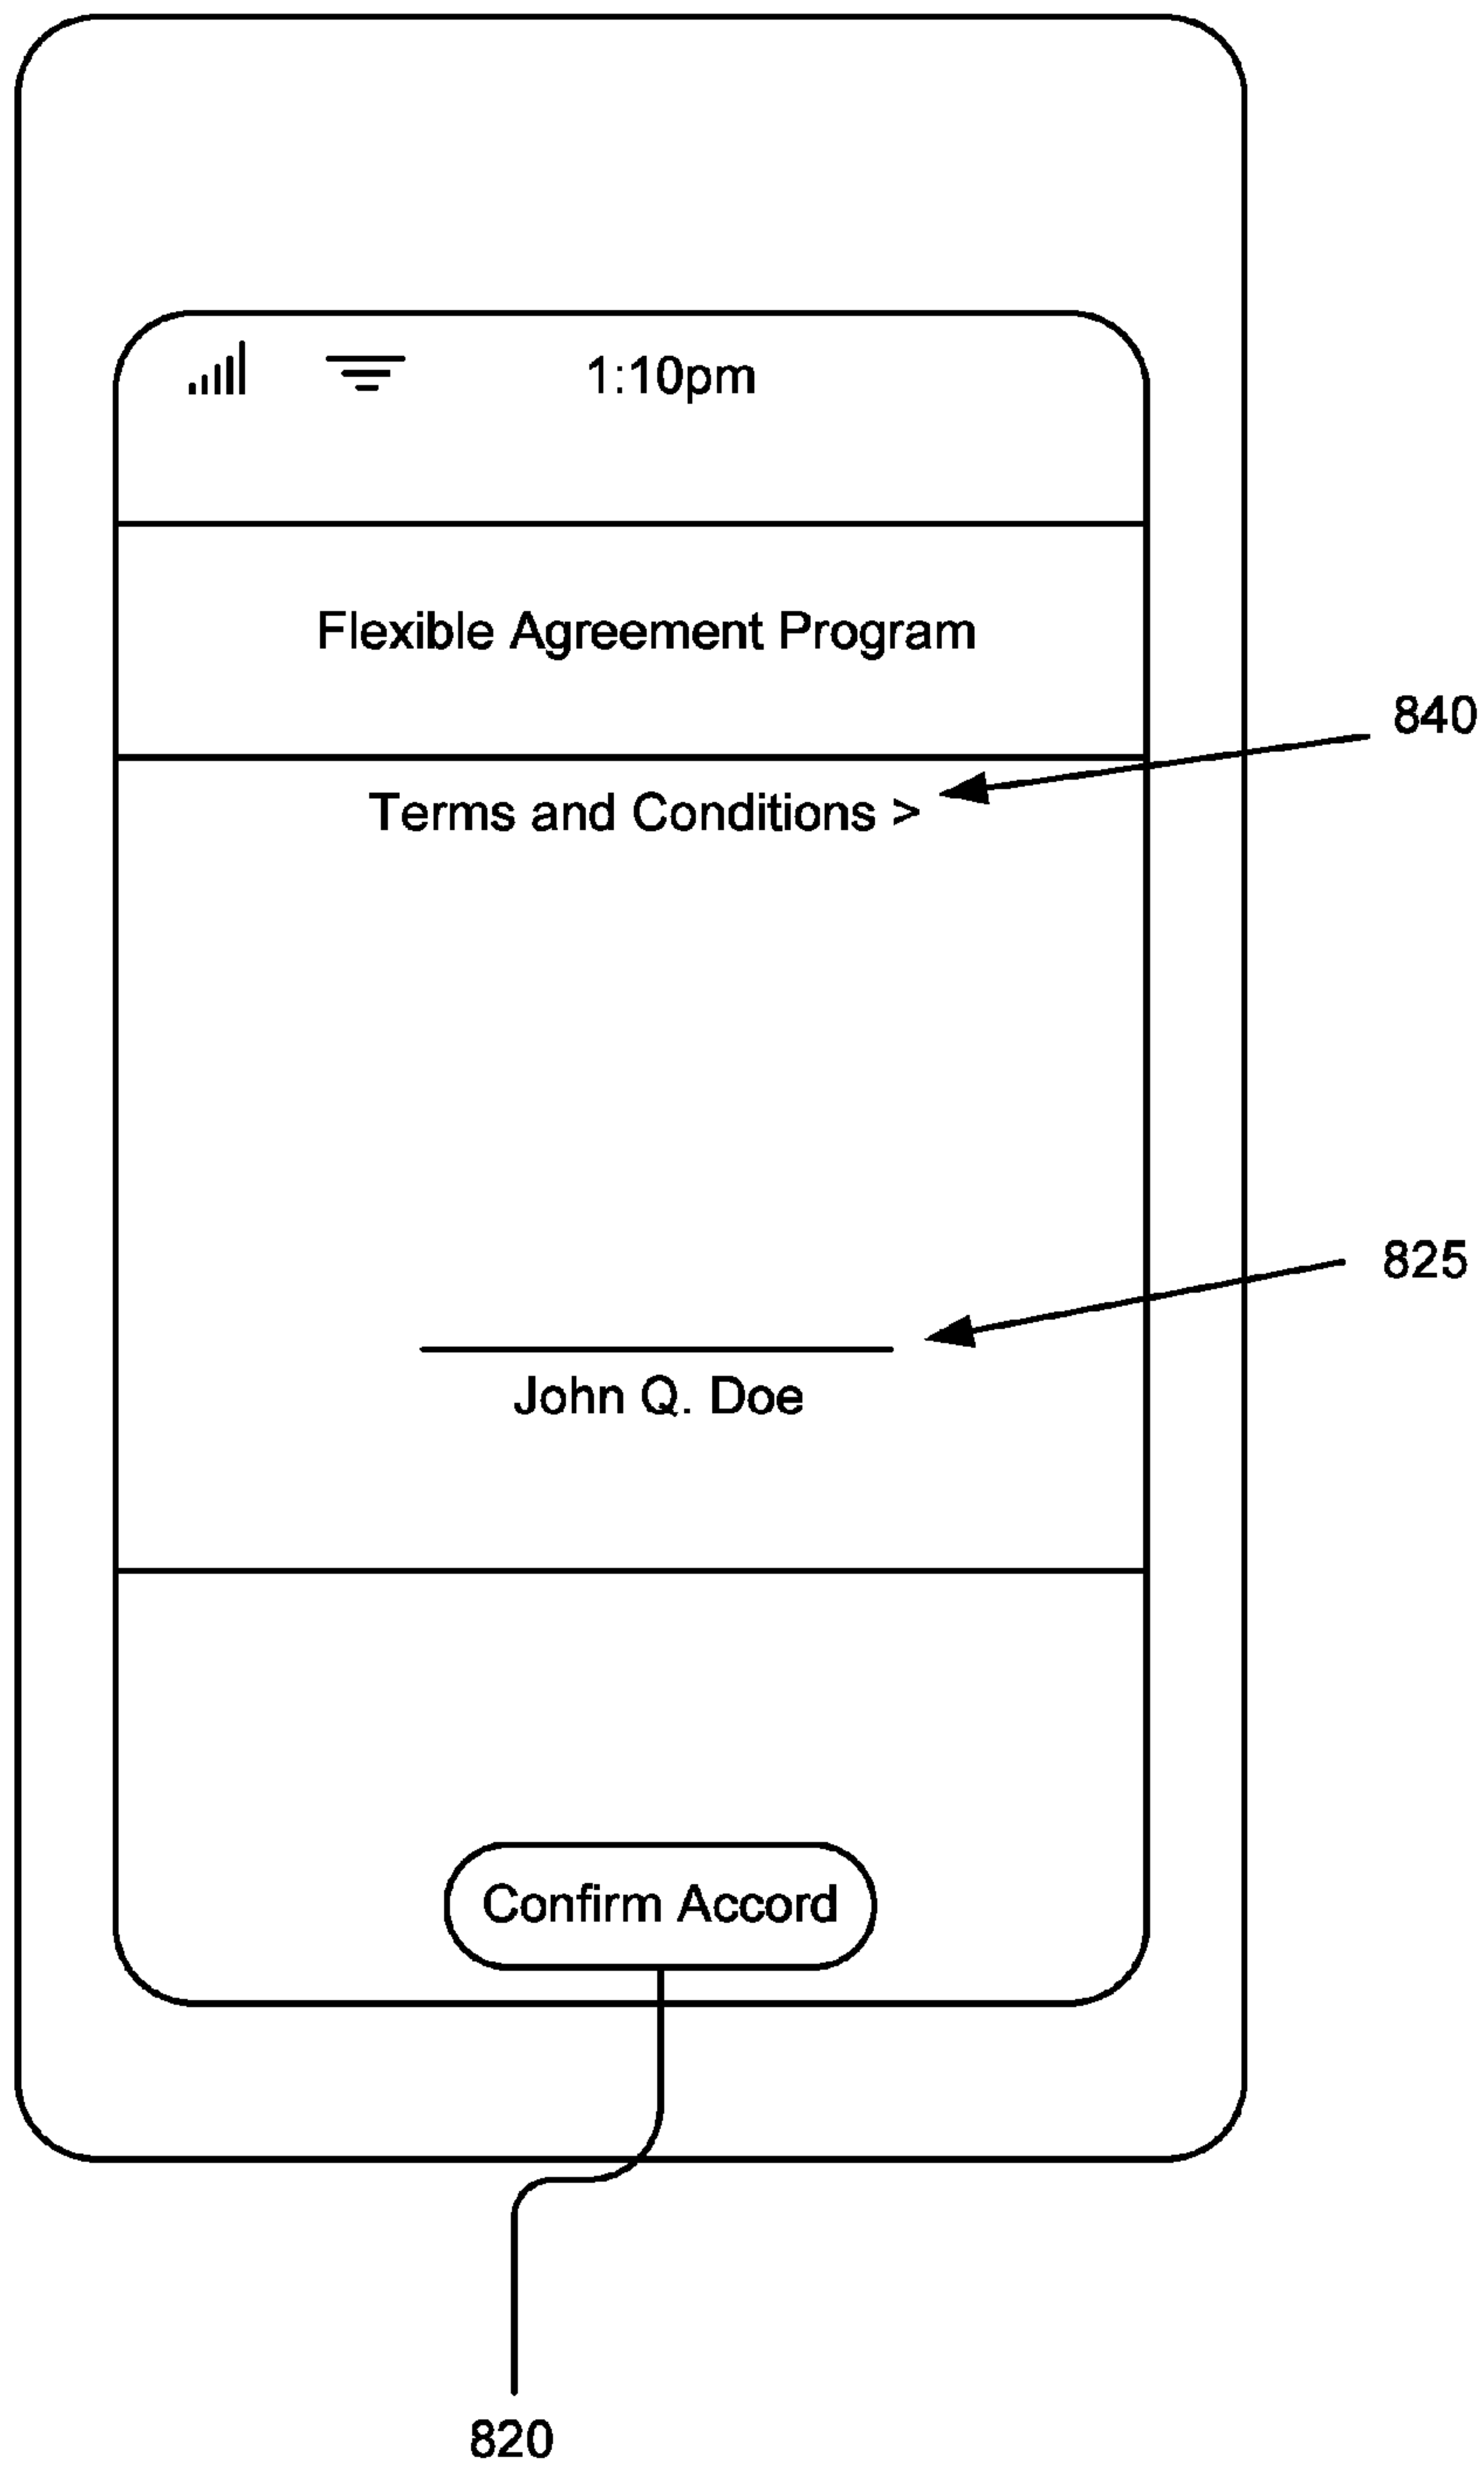 1:10pm
Flexible Agreement Program
840
Terms and Conditions >
825
John Q. Doe
Confirm Accord
820